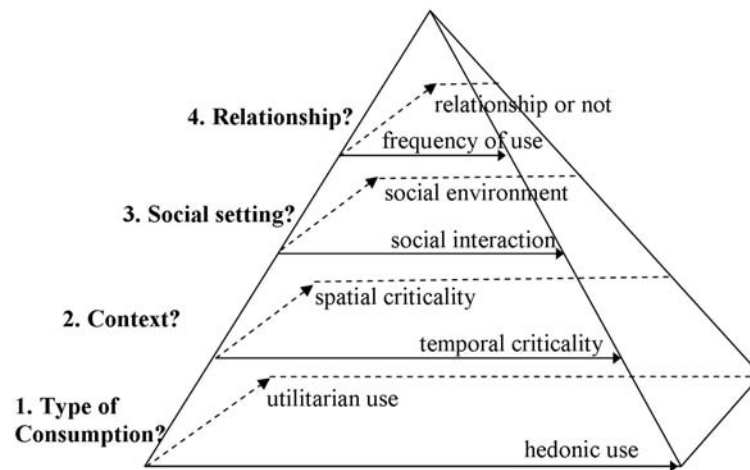 relationship or not
4. Relationship?
frequency of use
social environment
3. Social setting?
social interaction
spatial criticality
2. Context?
temporal criticality
1. Type of
utilitarian use
Consumption?
hedonic use